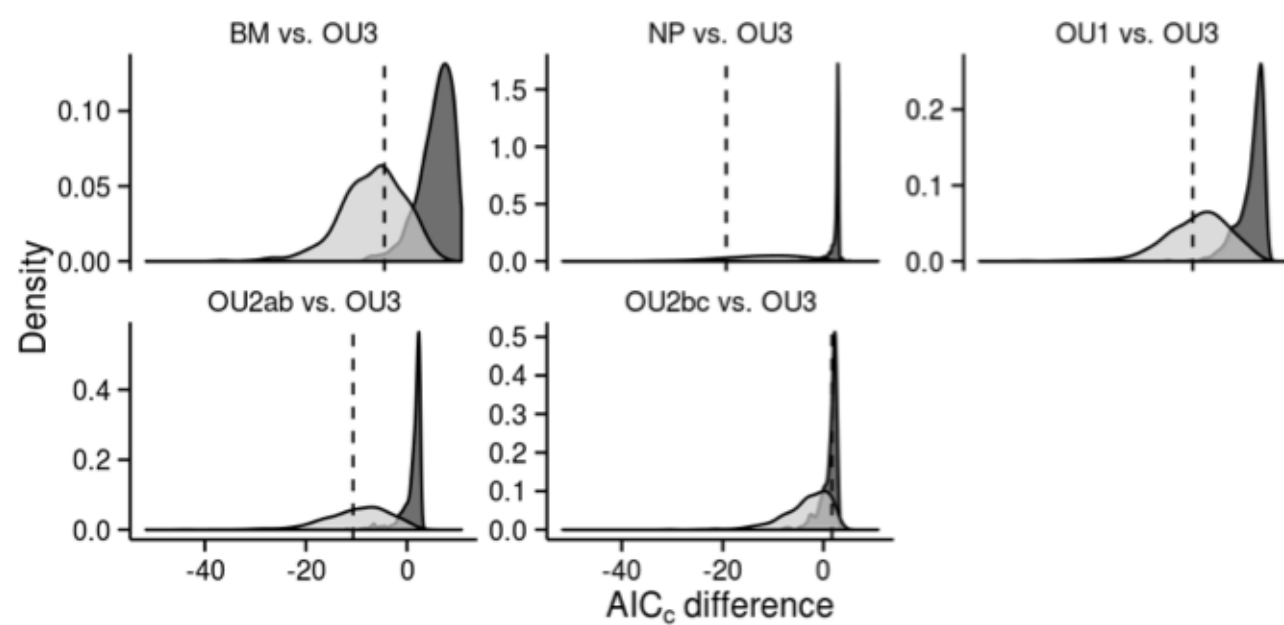 BM vs. OU3
NP vs. OU3
OU1 vs. OU3
0.10
0.05
0.00
1.5
1.0
0.5
0.0
0.2
0.1
0.0
Density
OU2ab vs. OU3
OU2bc vs. OU3
0.4
0.2
0.0
0.5
0.4
0.3
0.2
0.1
0.0
-40 -20 0
-40 -20 0
AICc difference